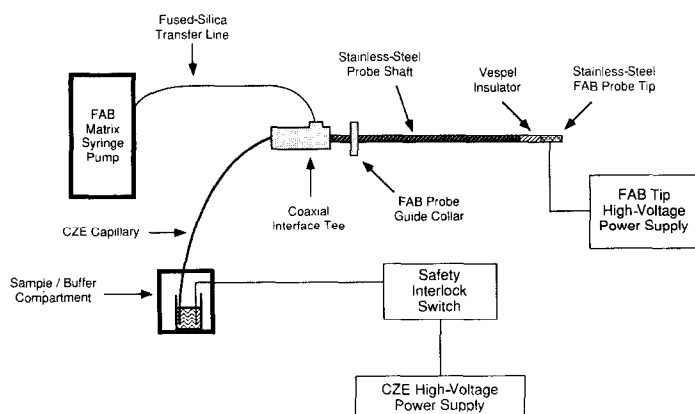 Fused-Silica
Transfer Line
FAB
Matrix
Syringe
Pump
Stainless-Steel
Probe Shaft
Vespel
Insulator
Stainless-Steel
FAB Probe Tip
Coaxial
Interface Tee
FAB Probe
Guide Collar
FAB Tip
High-Voltage
Power Supply
CZE Capillary
Sample / Buffer
Compartment
Safety
Interlock
Switch
CZE High-Voltage
Power Supply